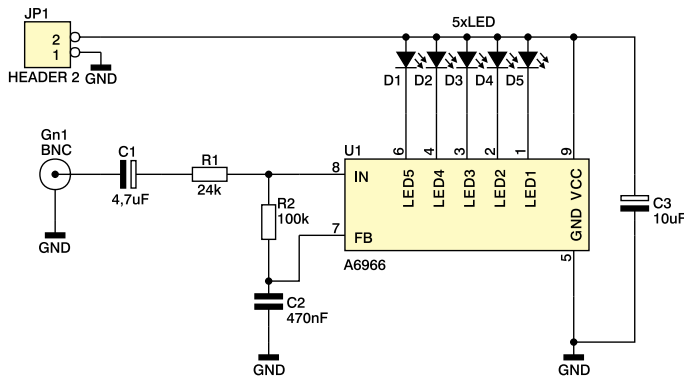 JP1
5xLED
2
1
HEADER 2
GND
D1 D2 D3 D4 D5
Gn1
BNC
C1
4,7uF
R1
24k
R2
100k
U1
6 4 3 2 1 9
8
IN
LED5 LED4 LED3 LED2 LED1 GND VCC
7
FB
A6966
5
C3
10uF
C2
470nF
GND
GND
GND